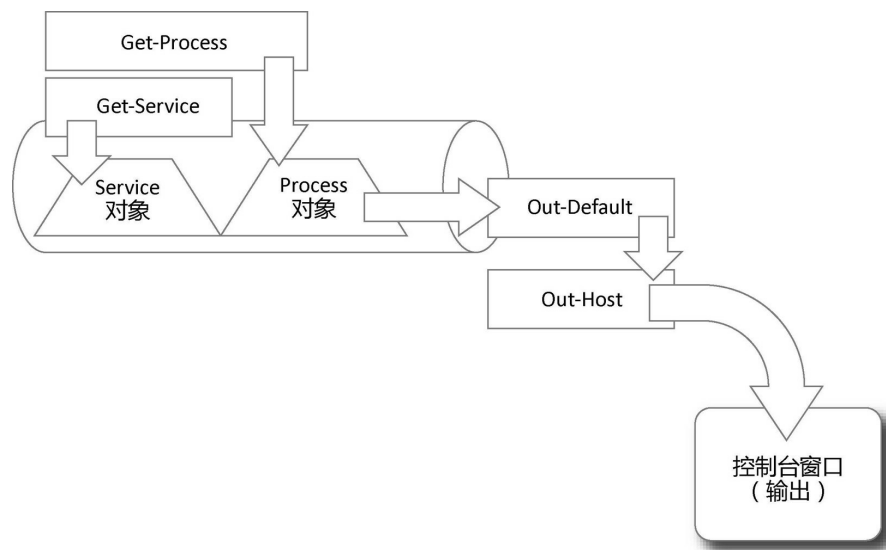 Get-Process
Get-Service
Service
对象
Process
对象
Out-Default
Out-Host
控制台窗口
（输出）